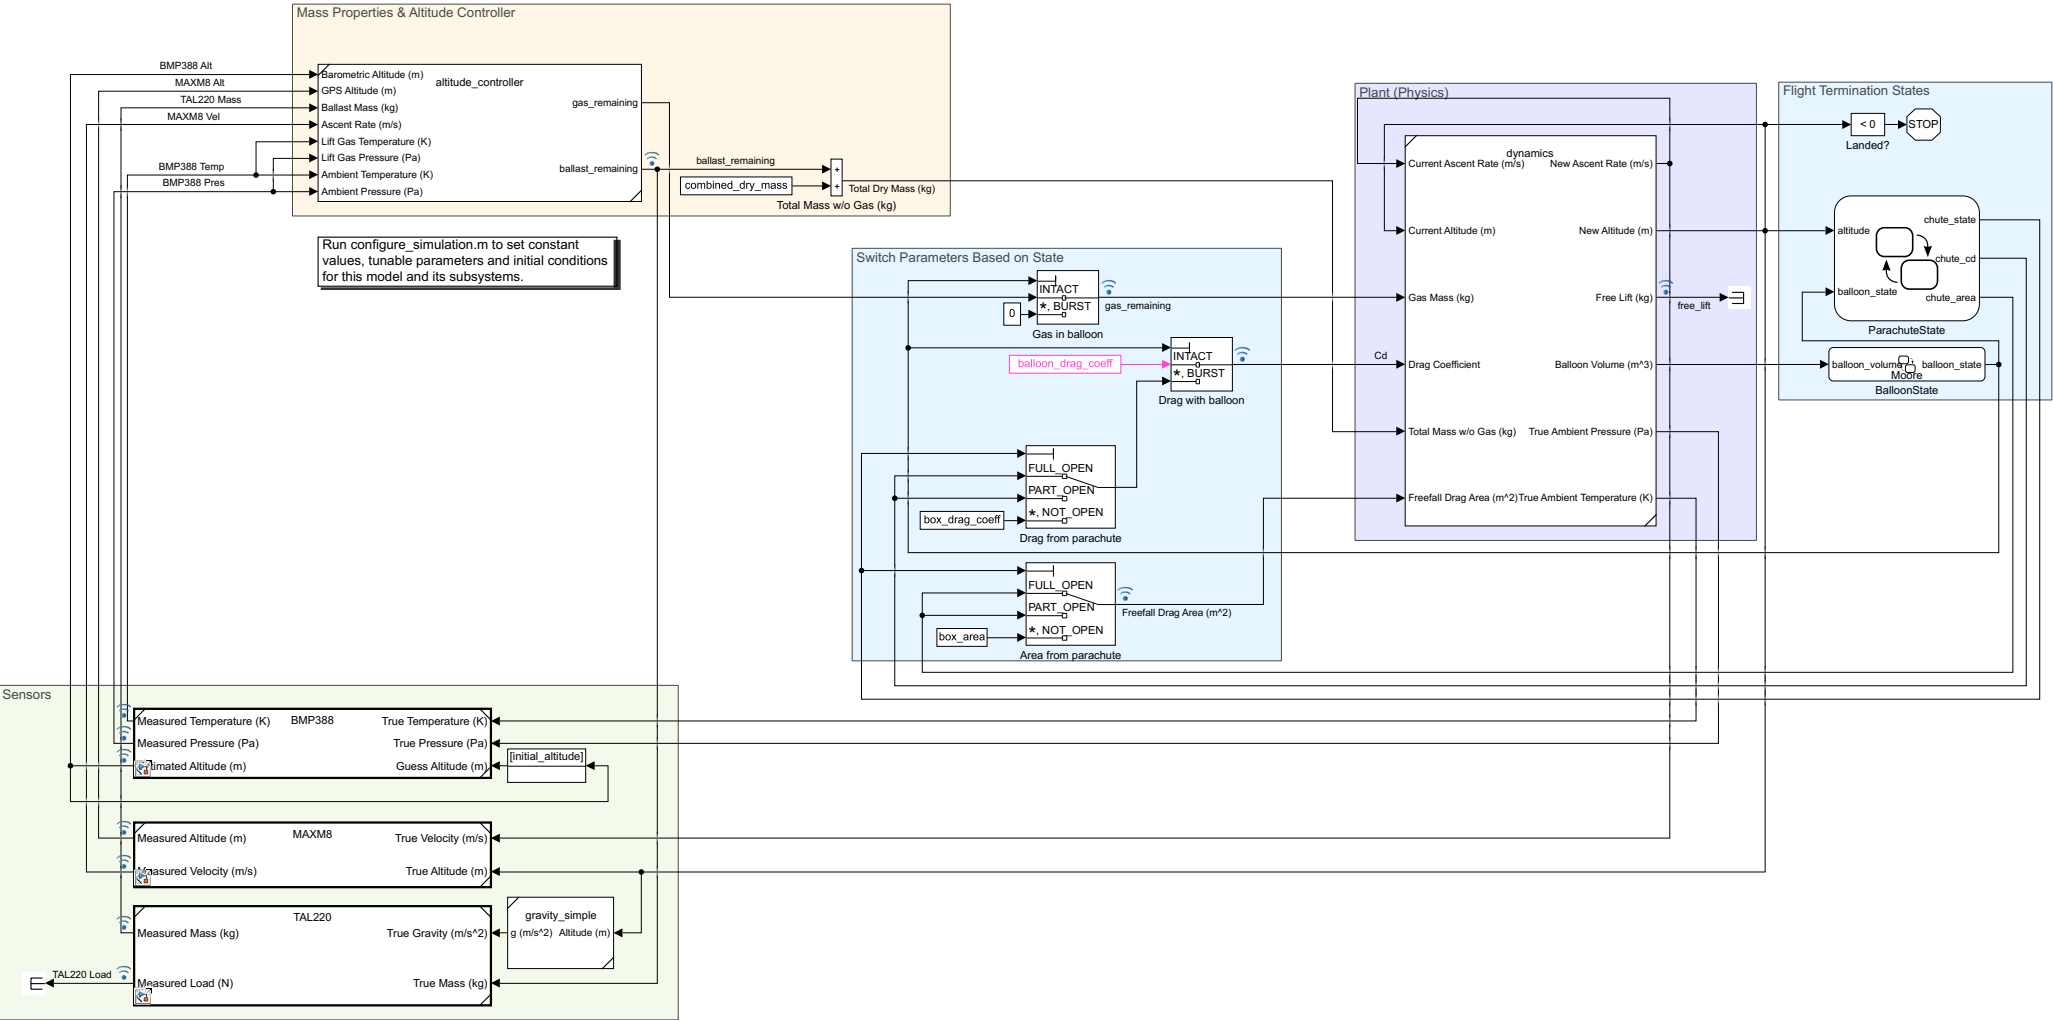 Mass Properties & Altitude Controller
BMP388 Alt
MAXM8 Alt
TAL220 Mass
MAXM8 Vel
BMP388 Temp
BMP388 Pres
altitude_controller
Barometric Altitude (m)
GPS Altitude (m)
Ballast Mass (kg)
Ascent Rate (m/s)
Lift Gas Temperature (K)
Lift Gas Pressure (Pa)
Ambient Temperature (K)
Ambient Pressure (Pa)
gas_remaining
ballast_remaining
ballast_remaining
combined_dry_mass
+
+
Total Dry Mass (kg)
Total Mass w/o Gas (kg)
Run configure_simulation.m to set constant
values, tunable parameters and initial conditions
for this model and its subsystems.
Switch Parameters Based on State
INTACT
*, BURST
0
gas_remaining
Gas in balloon
balloon_drag_coeff
INTACT
*, BURST
Drag with balloon
FULL_OPEN
PART_OPEN
*, NOT_OPEN
box_drag_coeff
Drag from parachute
FULL_OPEN
PART_OPEN
*, NOT_OPEN
box_area
Area from parachute
Freefall Drag Area (m^2)
Cd
Plant (Physics)
dynamics
Current Ascent Rate (m/s)
New Ascent Rate (m/s)
Current Altitude (m)
New Altitude (m)
Gas Mass (kg)
Free Lift (kg)
free_lift
Drag Coefficient
Balloon Volume (m^3)
Total Mass w/o Gas (kg)
True Ambient Pressure (Pa)
Freefall Drag Area (m^2)
True Ambient Temperature (K)
Flight Termination States
< 0
STOP
Landed?
altitude
balloon_state
chute_state
chute_cd
chute_area
ParachuteState
balloon_volume
Moore
balloon_state
BalloonState
Sensors
BMP388
Measured Temperature (K)
True Temperature (K)
Measured Pressure (Pa)
True Pressure (Pa)
timated Altitude (m)
Guess Altitude (m)
[initial_altitude]
MAXM8
Measured Altitude (m)
True Velocity (m/s)
Measured Velocity (m/s)
True Altitude (m)
TAL220
Measured Mass (kg)
True Gravity (m/s^2)
gravity_simple
g (m/s^2)
Altitude (m)
TAL220 Load
Measured Load (N)
True Mass (kg)